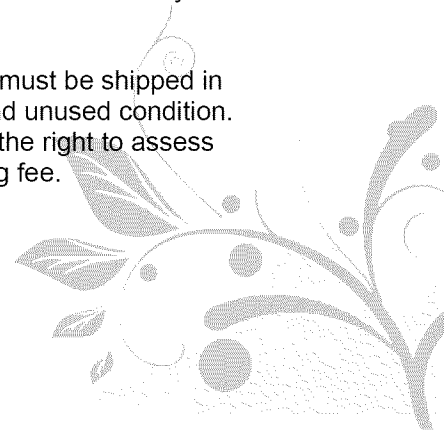 must be shipped in
unused condition.
the right to assess
fee.